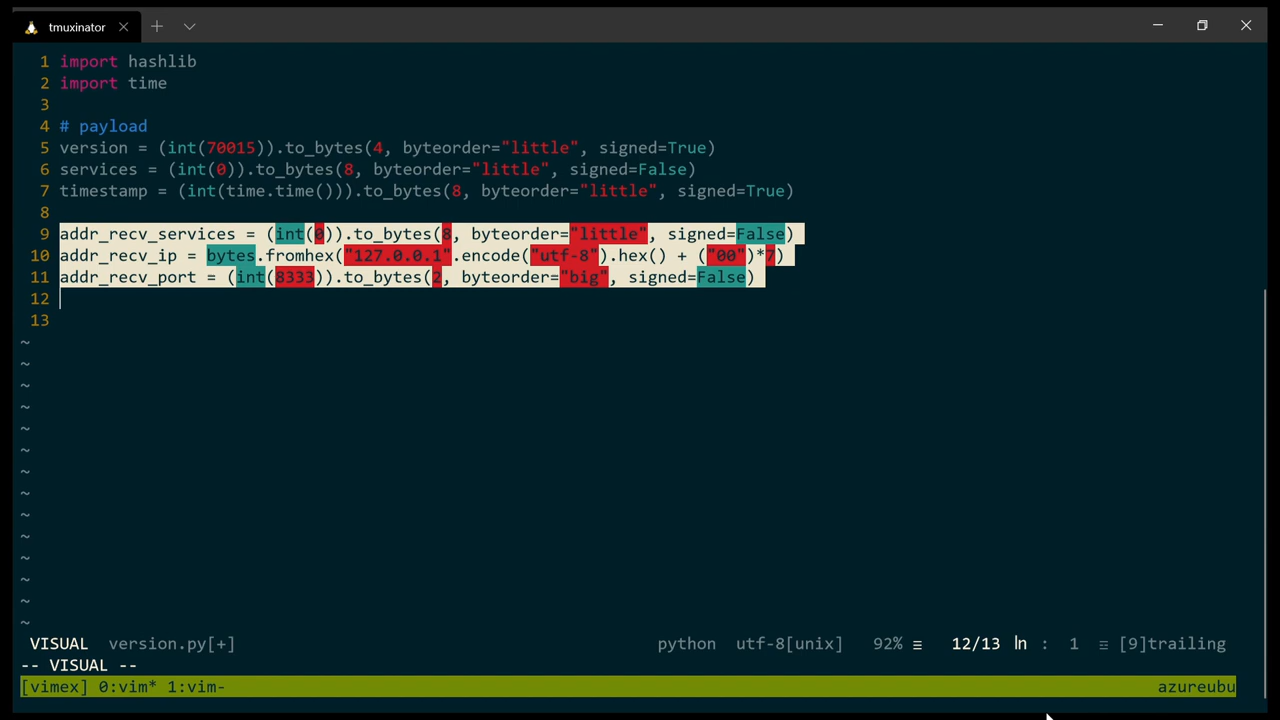 tmuxinator
1 import hashlib
2 import time
3
4 # payload
5 version = (int(70015)).to_bytes(4, byteorder="little", signed=True)
6 services = (int(0)).to_bytes(8, byteorder="little", signed=False)
7 timestamp = (int(time.time())).to_bytes(8, byteorder="little", signed=True)
8
9 addr_recv_services = (int(0)).to_bytes(8, byteorder="little", signed=False)
10 addr_recv_ip = bytes.fromhex("127.0.0.1".encode("utf-8").hex() + ("00")*7)
11 addr_recv_port = (int(8333)).to_bytes(2, byteorder="big", signed=False)
12
13
~
~
~
~
~
~
~
~
~
~
~
~
~
~
VISUAL version.py[+] python utf-8[unix] 92% ≡ 12/13 ln : 1 ☲ [9]trailing
-- VISUAL --
[vimex] 0:vim* 1:vim- azureubu